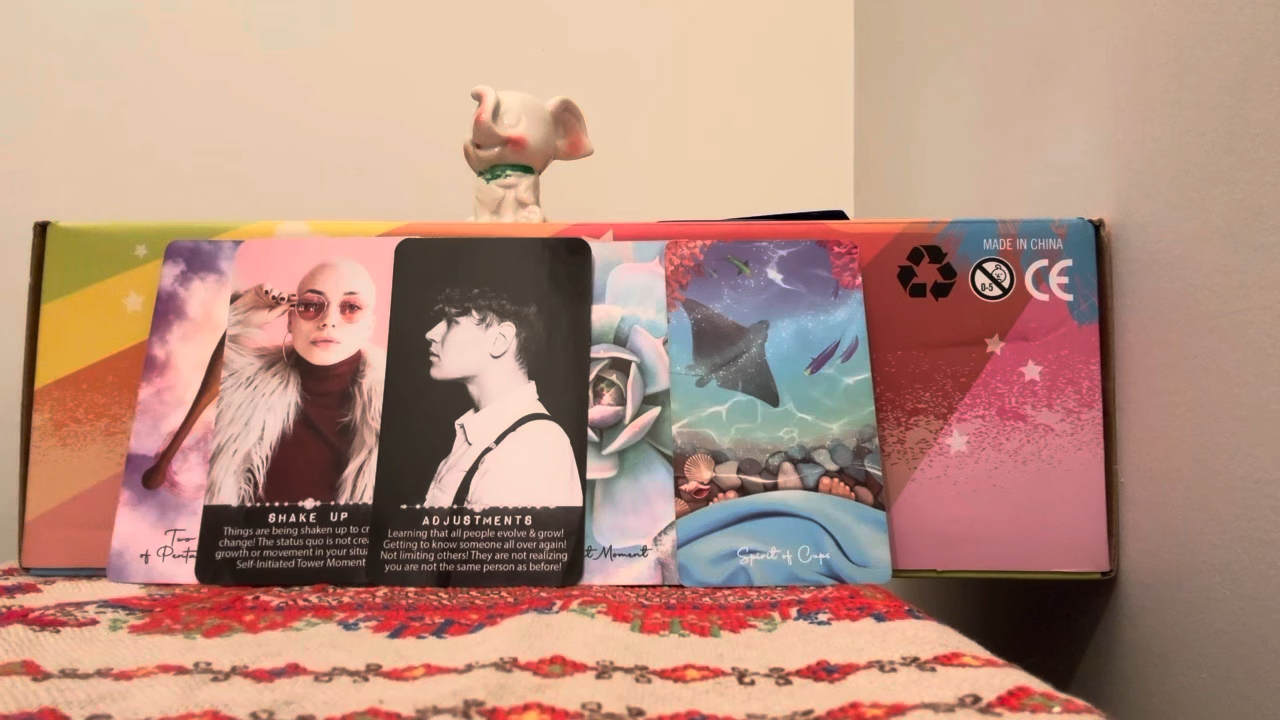 MADE IN CHINA
0-5
CE
Two
of Penta
SHAKE UP
Things are being shaken up to cr
change! The status quo is not crea
growth or movement in your situa
Self-Initiated Tower Moment
ADJUSTMENTS
Learning that all people evolve & grow!
Getting to know someone all over again!
Not limiting others! They are not realizing
you are not the same person as before!
t Moment
Spirit of Cups